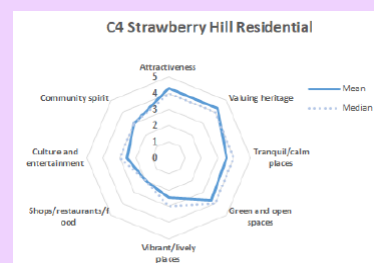 C4 Strawberry Hill Residential
Attractiveness
5
4
3
2
1
0
Community spirit
Valuing heritage
Mean
Median
Culture and
entertainment
Tranquil/calm
places
Shops/restaurants/f
ood
Green and open
spaces
Vibrant/lively
places